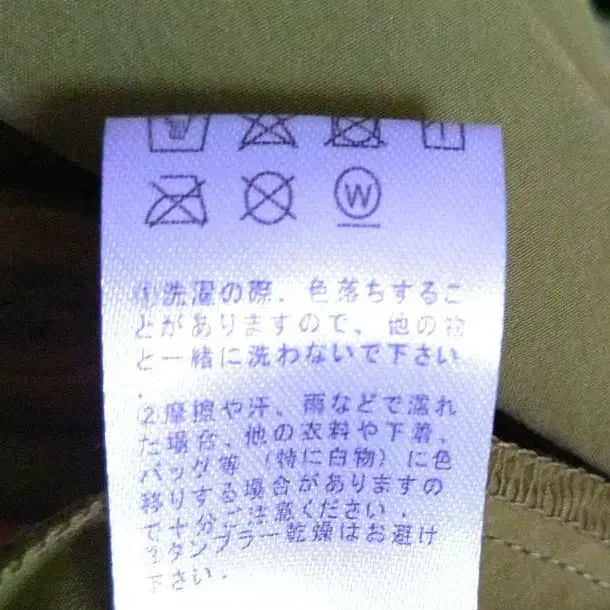 W
①洗濯の際、色落ちするこ
とがありますので、他の物
と一緒に洗わないで下さい
.
②摩擦や汗、雨などで濡れ
た場合、他の衣料や下着、
バッグ等（特に白物）に色
移りする場合がありますの
で十分ご注意ください.
③タンブラー乾燥はお避け
下さい.